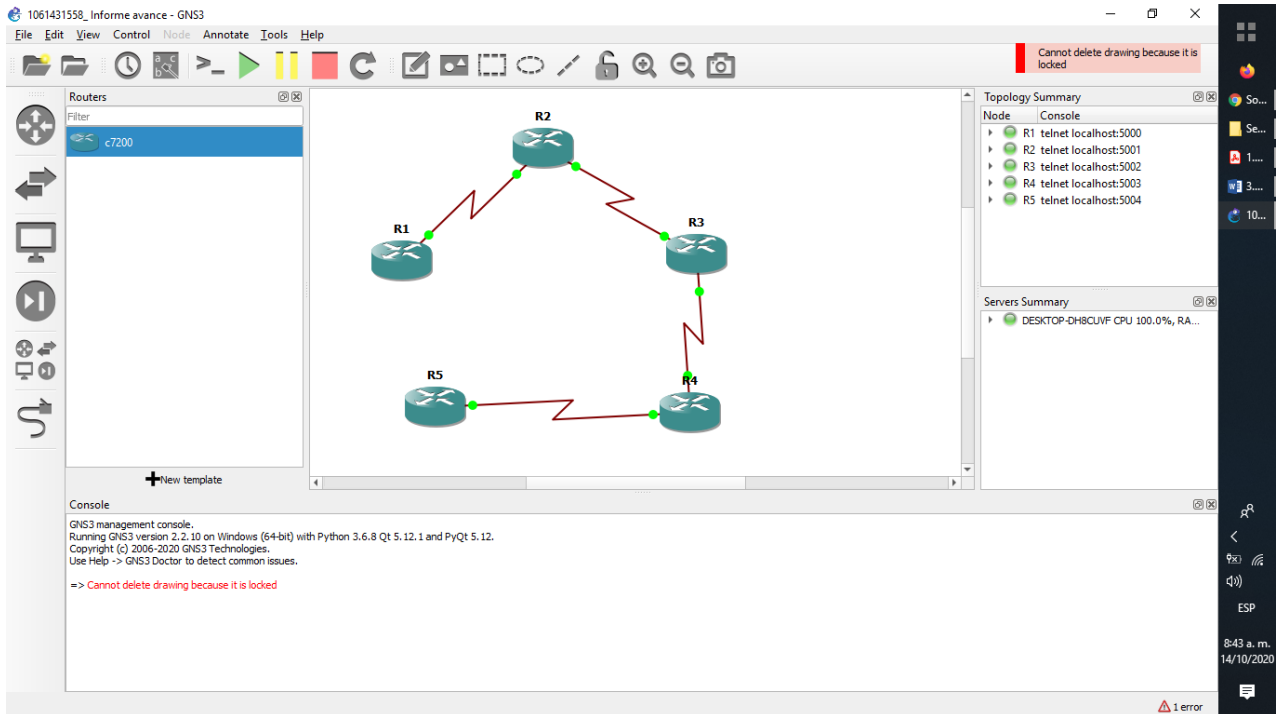 1061431558_ Informe avance - GNS3
File Edit View Control Node Annotate Tools Help
Cannot delete drawing because it is
locked
Routers
Filter
c7200
New template
R2
R1
R3
R5
R4
Topology Summary
Node Console
R1 telnet localhost:5000
R2 telnet localhost:5001
R3 telnet localhost:5002
R4 telnet localhost:5003
R5 telnet localhost:5004
Servers Summary
DESKTOP-DH8CUVF CPU 100.0%, RA...
Console
GNS3 management console.
Running GNS3 version 2.2.10 on Windows (64-bit) with Python 3.6.8 Qt 5.12.1 and PyQt 5.12.
Copyright (c) 2006-2020 GNS3 Technologies.
Use Help -> GNS3 Doctor to detect common issues.
=> Cannot delete drawing because it is locked
1 error
So...
Se...
1....
3....
10...
ESP
8:43 a. m.
14/10/2020